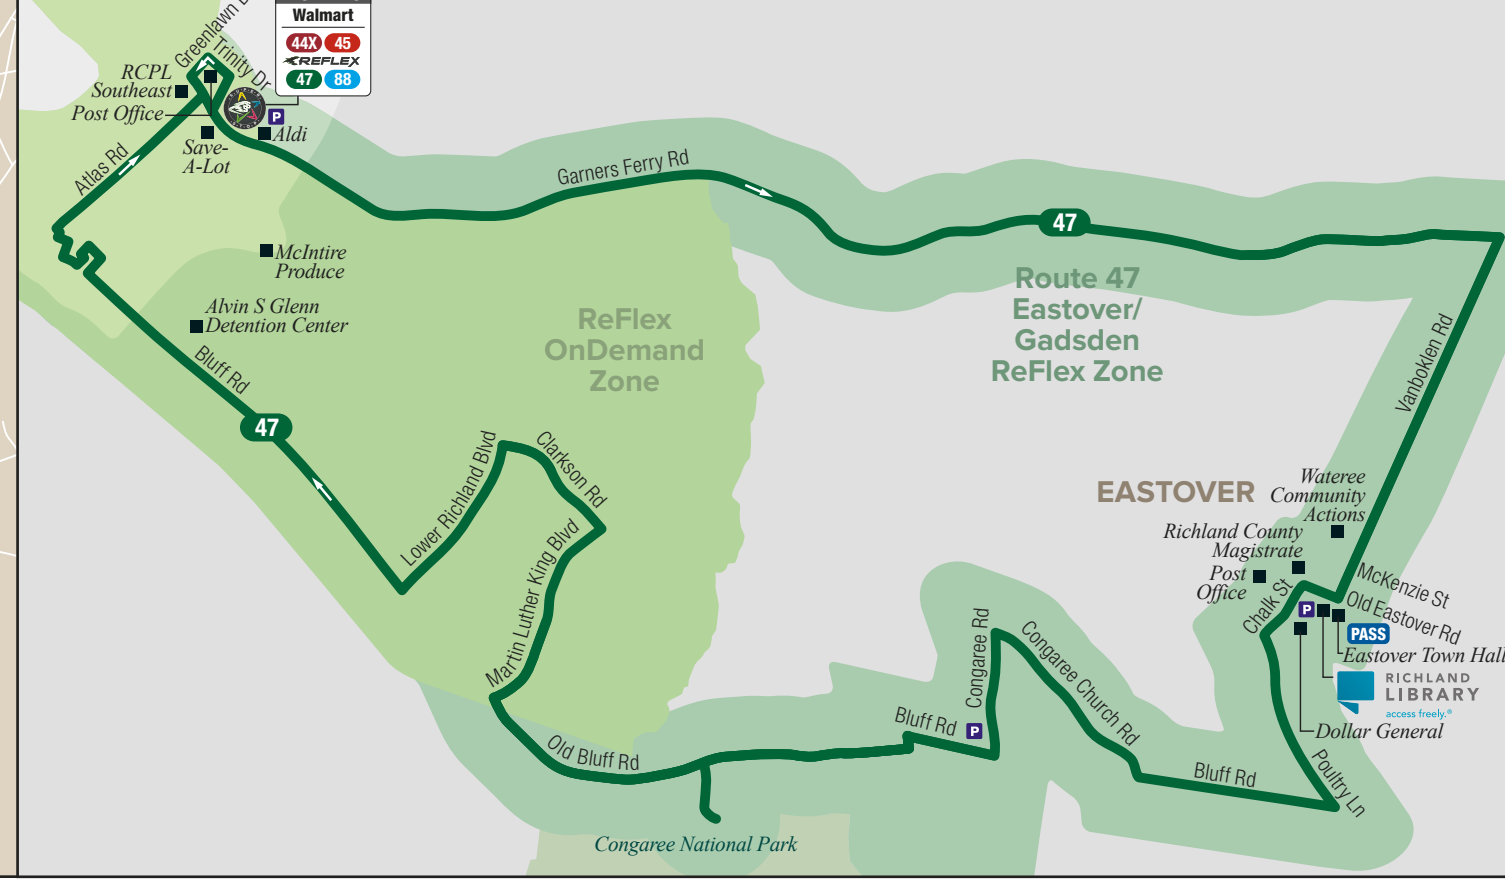 Walmart
44X 45
REFLEX
47 88
Greenlawn
Trinity Dr
RCPL
Southeast
Post Office
P
Aldi
Save-
A-Lot
Atlas Rd
Garners Ferry Rd
47
McIntire
Produce
Alvin S Glenn
Detention Center
Bluff Rd
47
ReFlex
OnDemand
Zone
Route 47
Eastover/
Gadsden
ReFlex Zone
Vanboklen Rd
Lower Richland Blvd
Clarkson Rd
Martin Luther King Blvd
EASTOVER
Wateree
Community
Actions
Richland County
Magistrate
Post
Office
McKenzie St
Old Eastover Rd
Chalk St
P
PASS
Eastover Town Hall
RICHLAND
LIBRARY
access freely.®
Dollar General
Poultry Ln
Congaree Rd
Congaree Church Rd
Bluff Rd
P
Bluff Rd
Old Bluff Rd
Congaree National Park